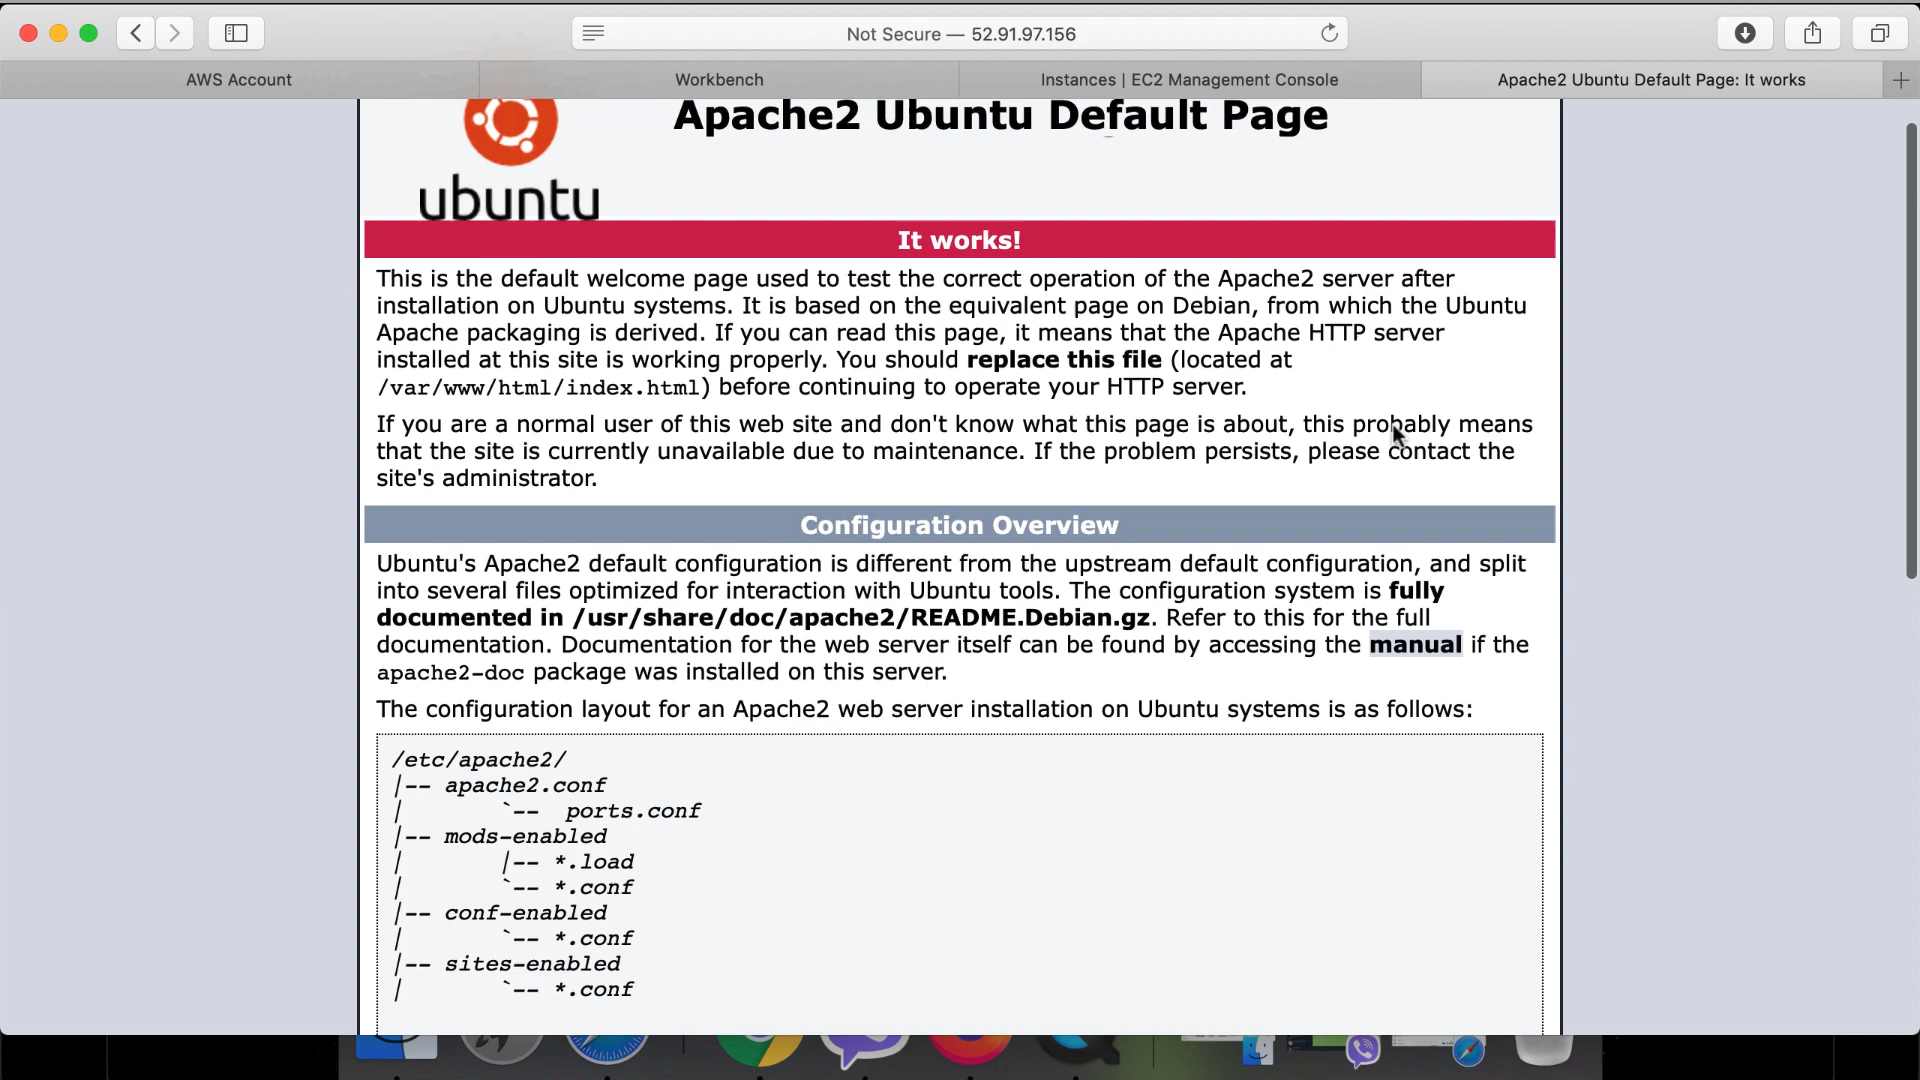 Not Secure — 52.91.97.156
AWS Account
Workbench
Instances | EC2 Management Console
Apache2 Ubuntu Default Page: It works
Apache2 Ubuntu Default Page
ubuntu
It works!
This is the default welcome page used to test the correct operation of the Apache2 server after
installation on Ubuntu systems. It is based on the equivalent page on Debian, from which the Ubuntu
Apache packaging is derived. If you can read this page, it means that the Apache HTTP server
installed at this site is working properly. You should replace this file (located at
/var/www/html/index.html) before continuing to operate your HTTP server.
If you are a normal user of this web site and don't know what this page is about, this probably means
that the site is currently unavailable due to maintenance. If the problem persists, please contact the
site's administrator.
Configuration Overview
Ubuntu's Apache2 default configuration is different from the upstream default configuration, and split
into several files optimized for interaction with Ubuntu tools. The configuration system is fully
documented in /usr/share/doc/apache2/README.Debian.gz. Refer to this for the full
documentation. Documentation for the web server itself can be found by accessing the manual if the
apache2-doc package was installed on this server.
The configuration layout for an Apache2 web server installation on Ubuntu systems is as follows:
/etc/apache2/
|-- apache2.conf
|       `--  ports.conf
|-- mods-enabled
|       |-- *.load
|       `-- *.conf
|-- conf-enabled
|       `-- *.conf
|-- sites-enabled
|       `-- *.conf